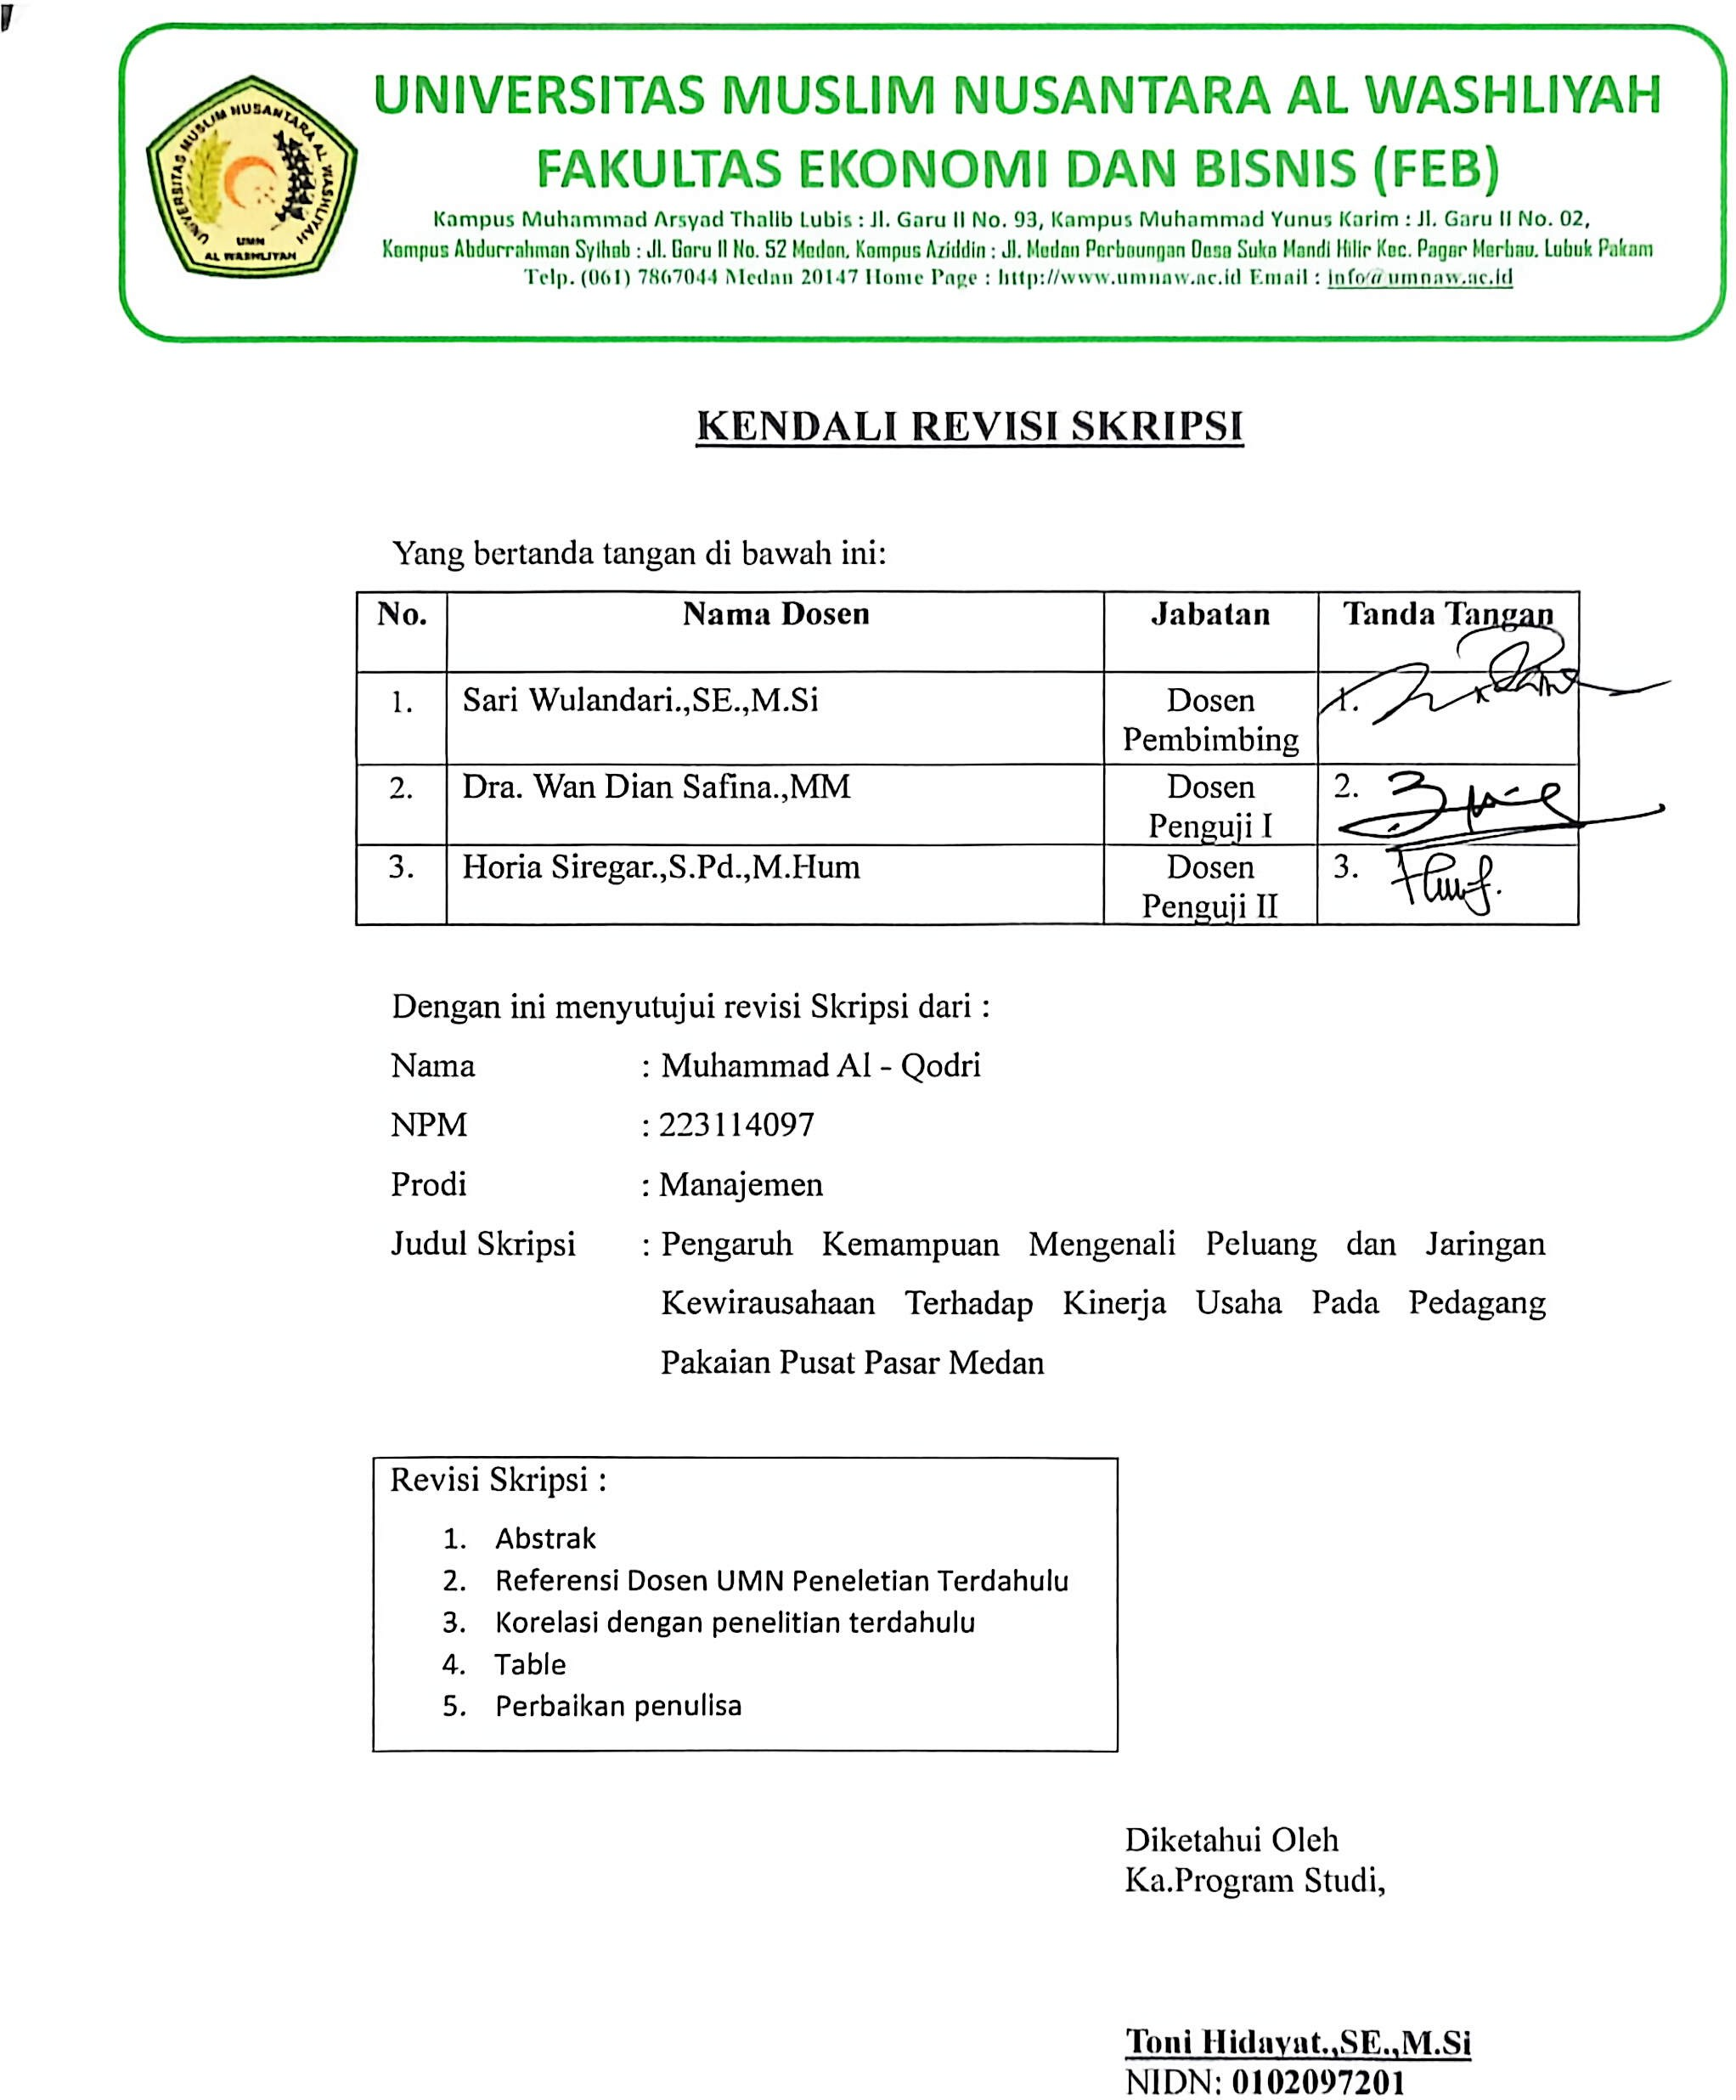 UNIVERSITAS MUSLIM NUSANTARA AL WASHLIYAH
UMN
AL WASHLIYAH
UNIVERSITAS MUSLIM NUSANTARA AL WASHLIYAH
FAKULTAS EKONOMI DAN BISNIS (FEB)
Kampus Muhammad Arsyad Thalib Lubis : Jl. Garu II No. 93, Kampus Muhammad Yunus Karim : Jl. Garu II No. 02,
Kampus Abdurrahman Syihab : Jl. Garu II No. 52 Medan, Kampus Aziddin : Jl. Medan Perbaungan Desa Suka Mandi Hilir Kec. Pagar Merbau, Lubuk Pakam
Telp. (061) 7867044 Medan 20147 Home Page : http://www.umnaw.ac.id Email : info@umnaw.ac.id
KENDALI REVISI SKRIPSI
Yang bertanda tangan di bawah ini:
No. Nama Dosen Jabatan Tanda Tangan
1. Sari Wulandari.,SE.,M.Si Dosen Pembimbing 1.
2. Dra. Wan Dian Safina.,MM Dosen Penguji I 2.
3. Horia Siregar.,S.Pd.,M.Hum Dosen Penguji II 3.
Dengan ini menyutujui revisi Skripsi dari :
Nama : Muhammad Al - Qodri
NPM : 223114097
Prodi : Manajemen
Judul Skripsi : Pengaruh Kemampuan Mengenali Peluang dan Jaringan
Kewirausahaan Terhadap Kinerja Usaha Pada Pedagang
Pakaian Pusat Pasar Medan
Revisi Skripsi :
1. Abstrak
2. Referensi Dosen UMN Peneletian Terdahulu
3. Korelasi dengan penelitian terdahulu
4. Table
5. Perbaikan penulisa
Diketahui Oleh
Ka.Program Studi,
Toni Hidayat.,SE.,M.Si
NIDN: 0102097201